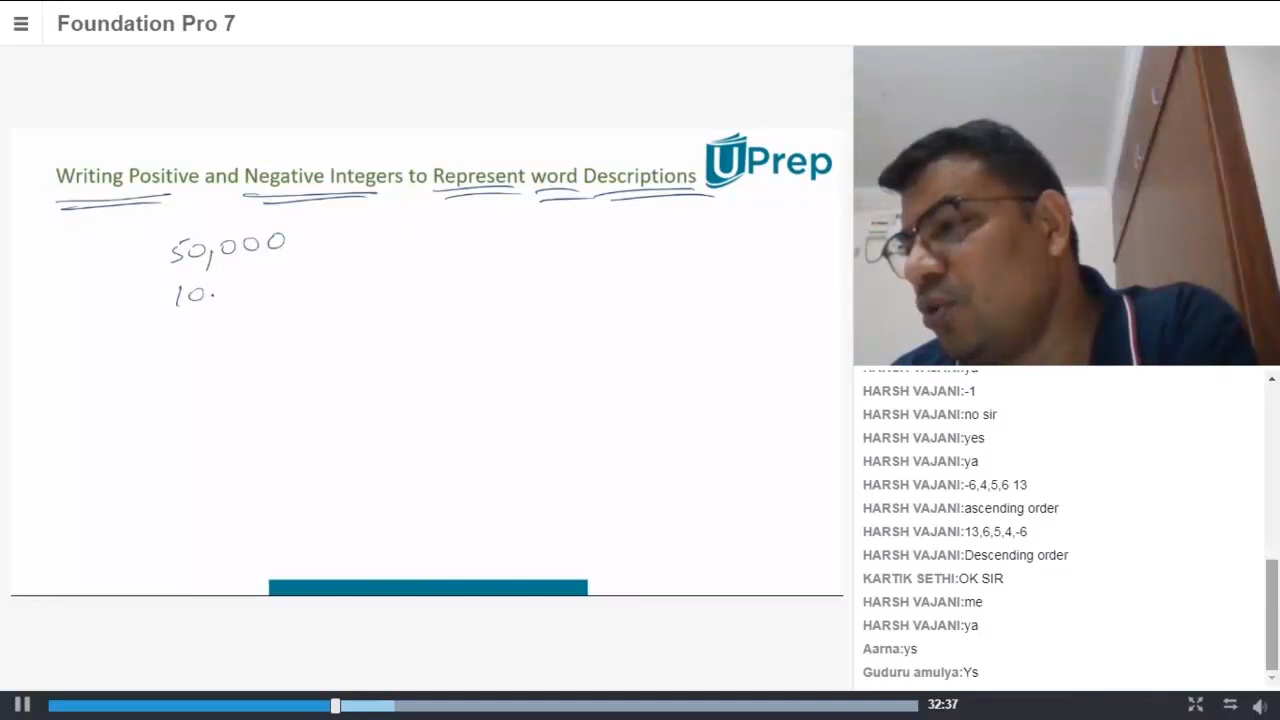 Foundation Pro 7
Writing Positive and Negative Integers to Represent word Descriptions
UPrep
50,000
10.
HARSH VAJANI:-1
HARSH VAJANI:no sir
HARSH VAJANI:yes
HARSH VAJANI:ya
HARSH VAJANI:-6,4,5,6 13
HARSH VAJANI:ascending order
HARSH VAJANI:13,6,5,4,-6
HARSH VAJANI:Descending order
KARTIK SETHI:OK SIR
HARSH VAJANI:me
HARSH VAJANI:ya
Aarna:ys
Guduru amulya:Ys
32:37